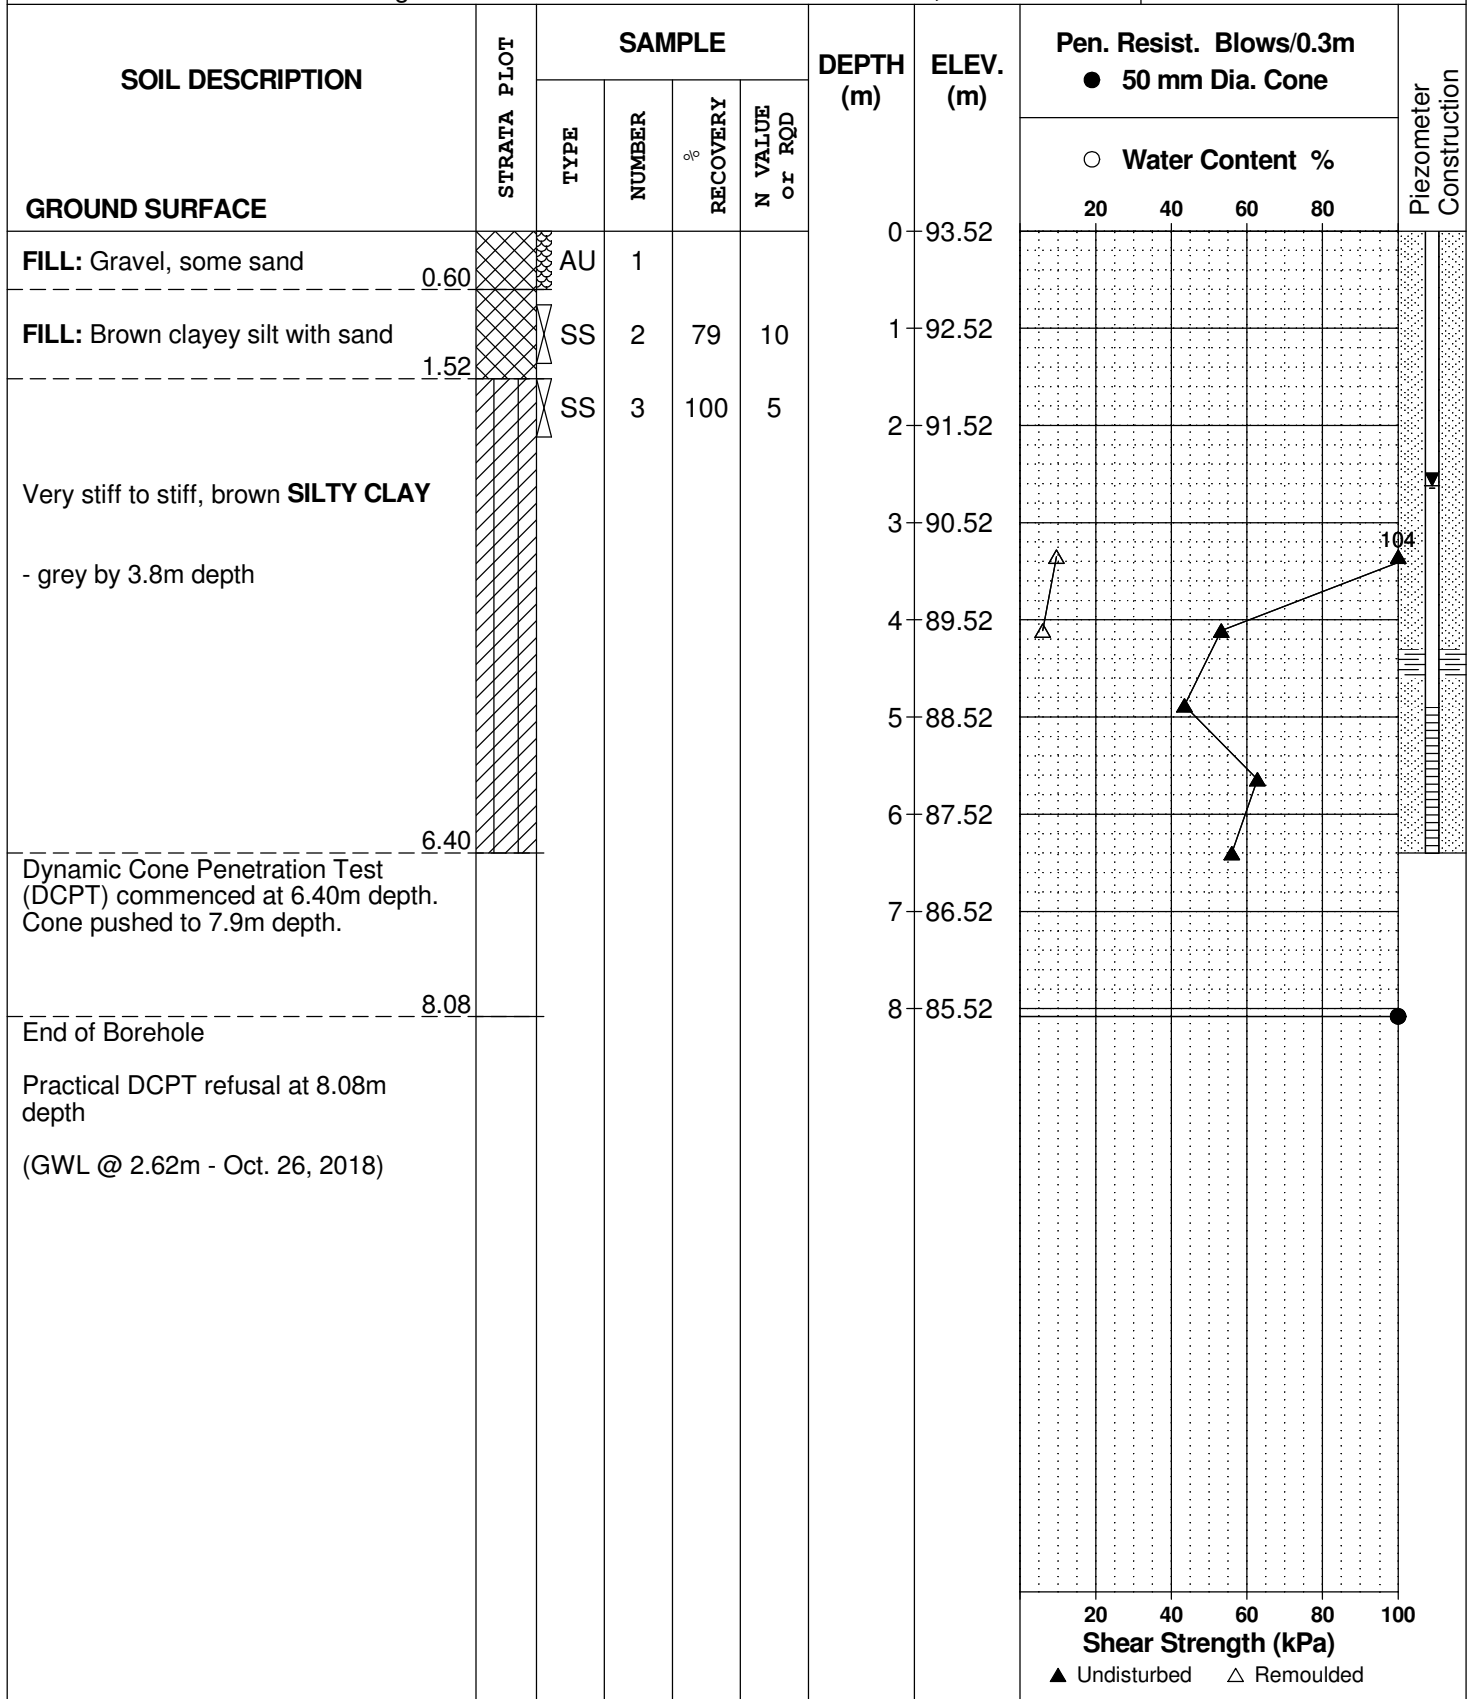 SOIL DESCRIPTION
GROUND SURFACE
STRATA PLOT
SAMPLE
TYPE
NUMBER
% RECOVERY
N VALUE or RQD
DEPTH (m)
ELEV. (m)
Pen. Resist. Blows/0.3m
● 50 mm Dia. Cone
○ Water Content %
20 40 60 80
Piezometer Construction
0 93.52
FILL: Gravel, some sand
0.60
AU 1
FILL: Brown clayey silt with sand
1.52
SS 2 79 10
1 92.52
SS 3 100 5
2 91.52
Very stiff to stiff, brown SILTY CLAY
3 90.52
104
- grey by 3.8m depth
4 89.52
5 88.52
6 87.52
6.40
Dynamic Cone Penetration Test
(DCPT) commenced at 6.40m depth.
Cone pushed to 7.9m depth.
7 86.52
8.08
8 85.52
End of Borehole
Practical DCPT refusal at 8.08m
depth
(GWL @ 2.62m - Oct. 26, 2018)
20 40 60 80 100
Shear Strength (kPa)
▲ Undisturbed △ Remoulded